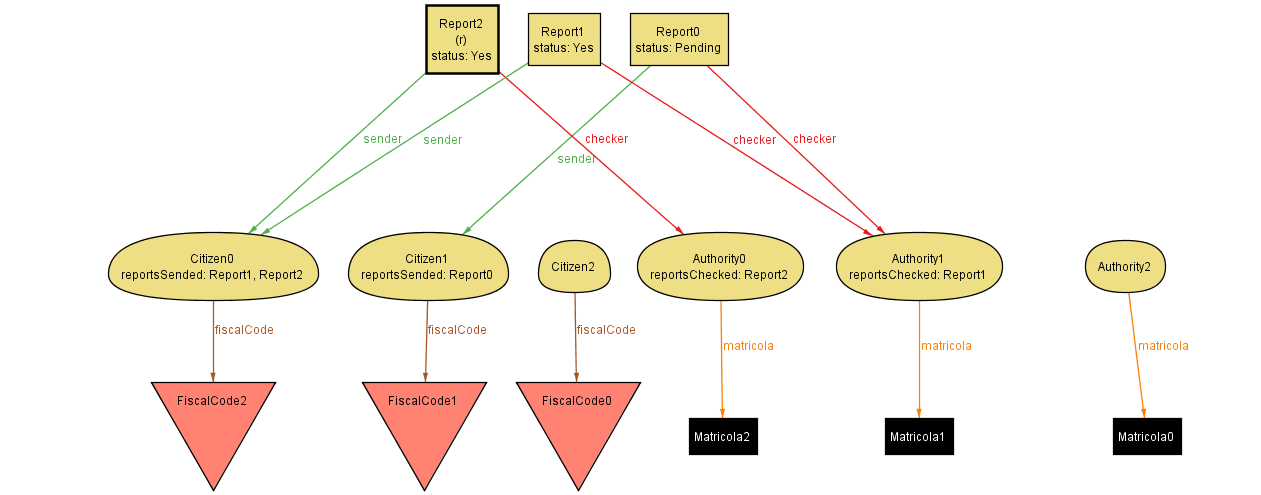 Report2
(r)
status: Yes
Report1
status: Yes
Report0
status: Pending
sender
sender
sender
checker
checker
checker
Citizen0
reportsSended: Report1, Report2
Citizen1
reportsSended: Report0
Citizen2
Authority0
reportsChecked: Report2
Authority1
reportsChecked: Report1
Authority2
fiscalCode
fiscalCode
fiscalCode
matricola
matricola
matricola
FiscalCode2
FiscalCode1
FiscalCode0
Matricola2
Matricola1
Matricola0